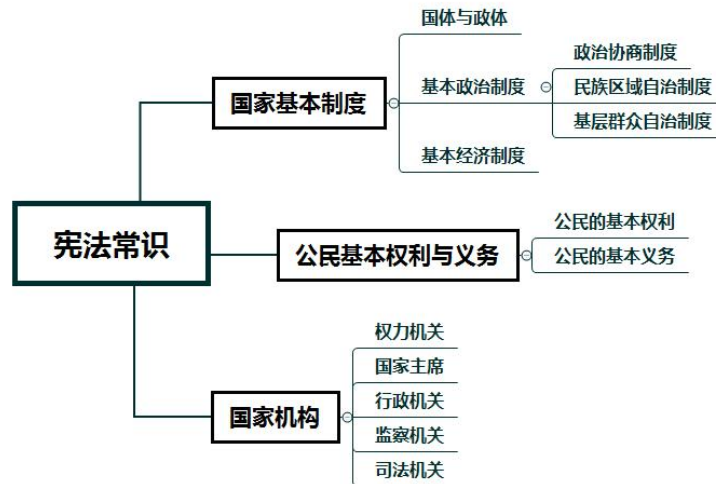 宪法常识
国家基本制度
国体与政体
基本政治制度
政治协商制度
民族区域自治制度
基层群众自治制度
基本经济制度
公民基本权利与义务
公民的基本权利
公民的基本义务
国家机构
权力机关
国家主席
行政机关
监察机关
司法机关